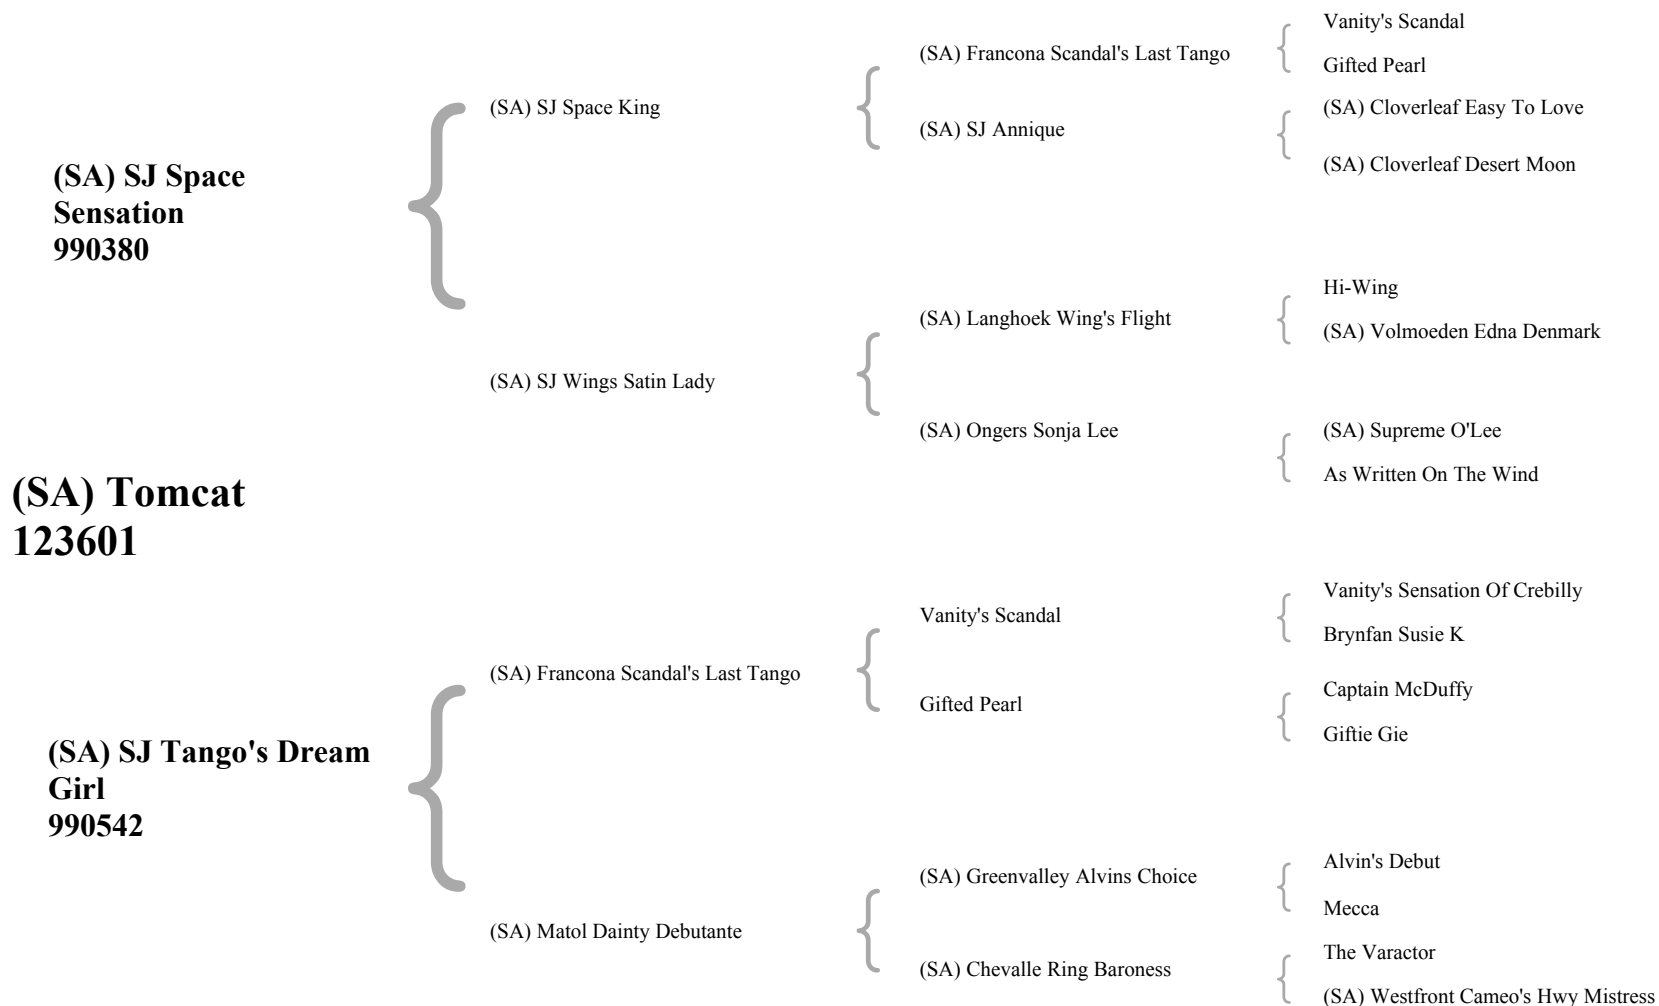 Vanity's Scandal
(SA) Francona Scandal's Last Tango
Gifted Pearl
(SA) SJ Space King
(SA) Cloverleaf Easy To Love
(SA) SJ Annique
(SA) Cloverleaf Desert Moon
(SA) SJ Space
Sensation
990380
Hi-Wing
(SA) Langhoek Wing's Flight
(SA) Volmoeden Edna Denmark
(SA) SJ Wings Satin Lady
(SA) Ongers Sonja Lee
(SA) Supreme O'Lee
As Written On The Wind
(SA) Tomcat
123601
Vanity's Sensation Of Crebilly
Vanity's Scandal
Brynfan Susie K
(SA) Francona Scandal's Last Tango
Captain McDuffy
Gifted Pearl
Giftie Gie
(SA) SJ Tango's Dream
Girl
990542
Alvin's Debut
(SA) Greenvalley Alvins Choice
Mecca
(SA) Matol Dainty Debutante
The Varactor
(SA) Chevalle Ring Baroness
(SA) Westfront Cameo's Hwy Mistress